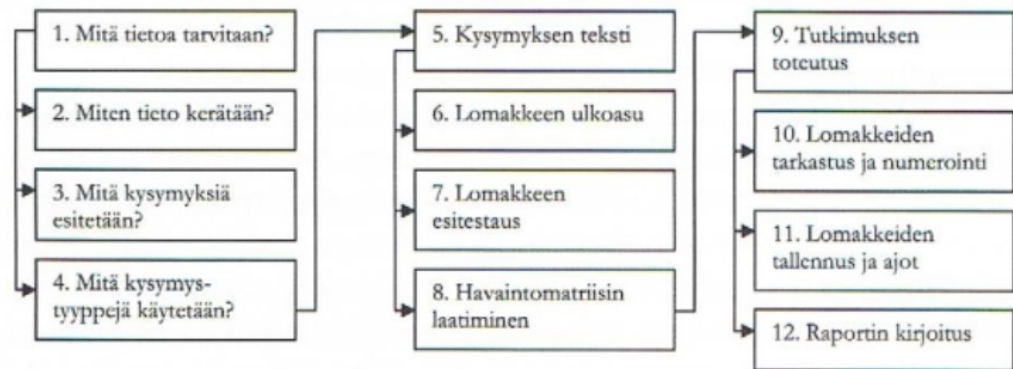 1. Mitä tietoa tarvitaan?
2. Miten tieto kerätään?
3. Mitä kysymyksiä
esitetään?
4. Mitä kysymys-
tyyppejä käytetään?
5. Kysymyksen teksti
6. Lomakkeen ulkoasu
7. Lomakkeen
esitestaus
8. Havaintomatriisin
laatiminen
9. Tutkimuksen
toteutus
10. Lomakkeiden
tarkastus ja numerointi
11. Lomakkeiden
tallennus ja ajot
12. Raportin kirjoitus